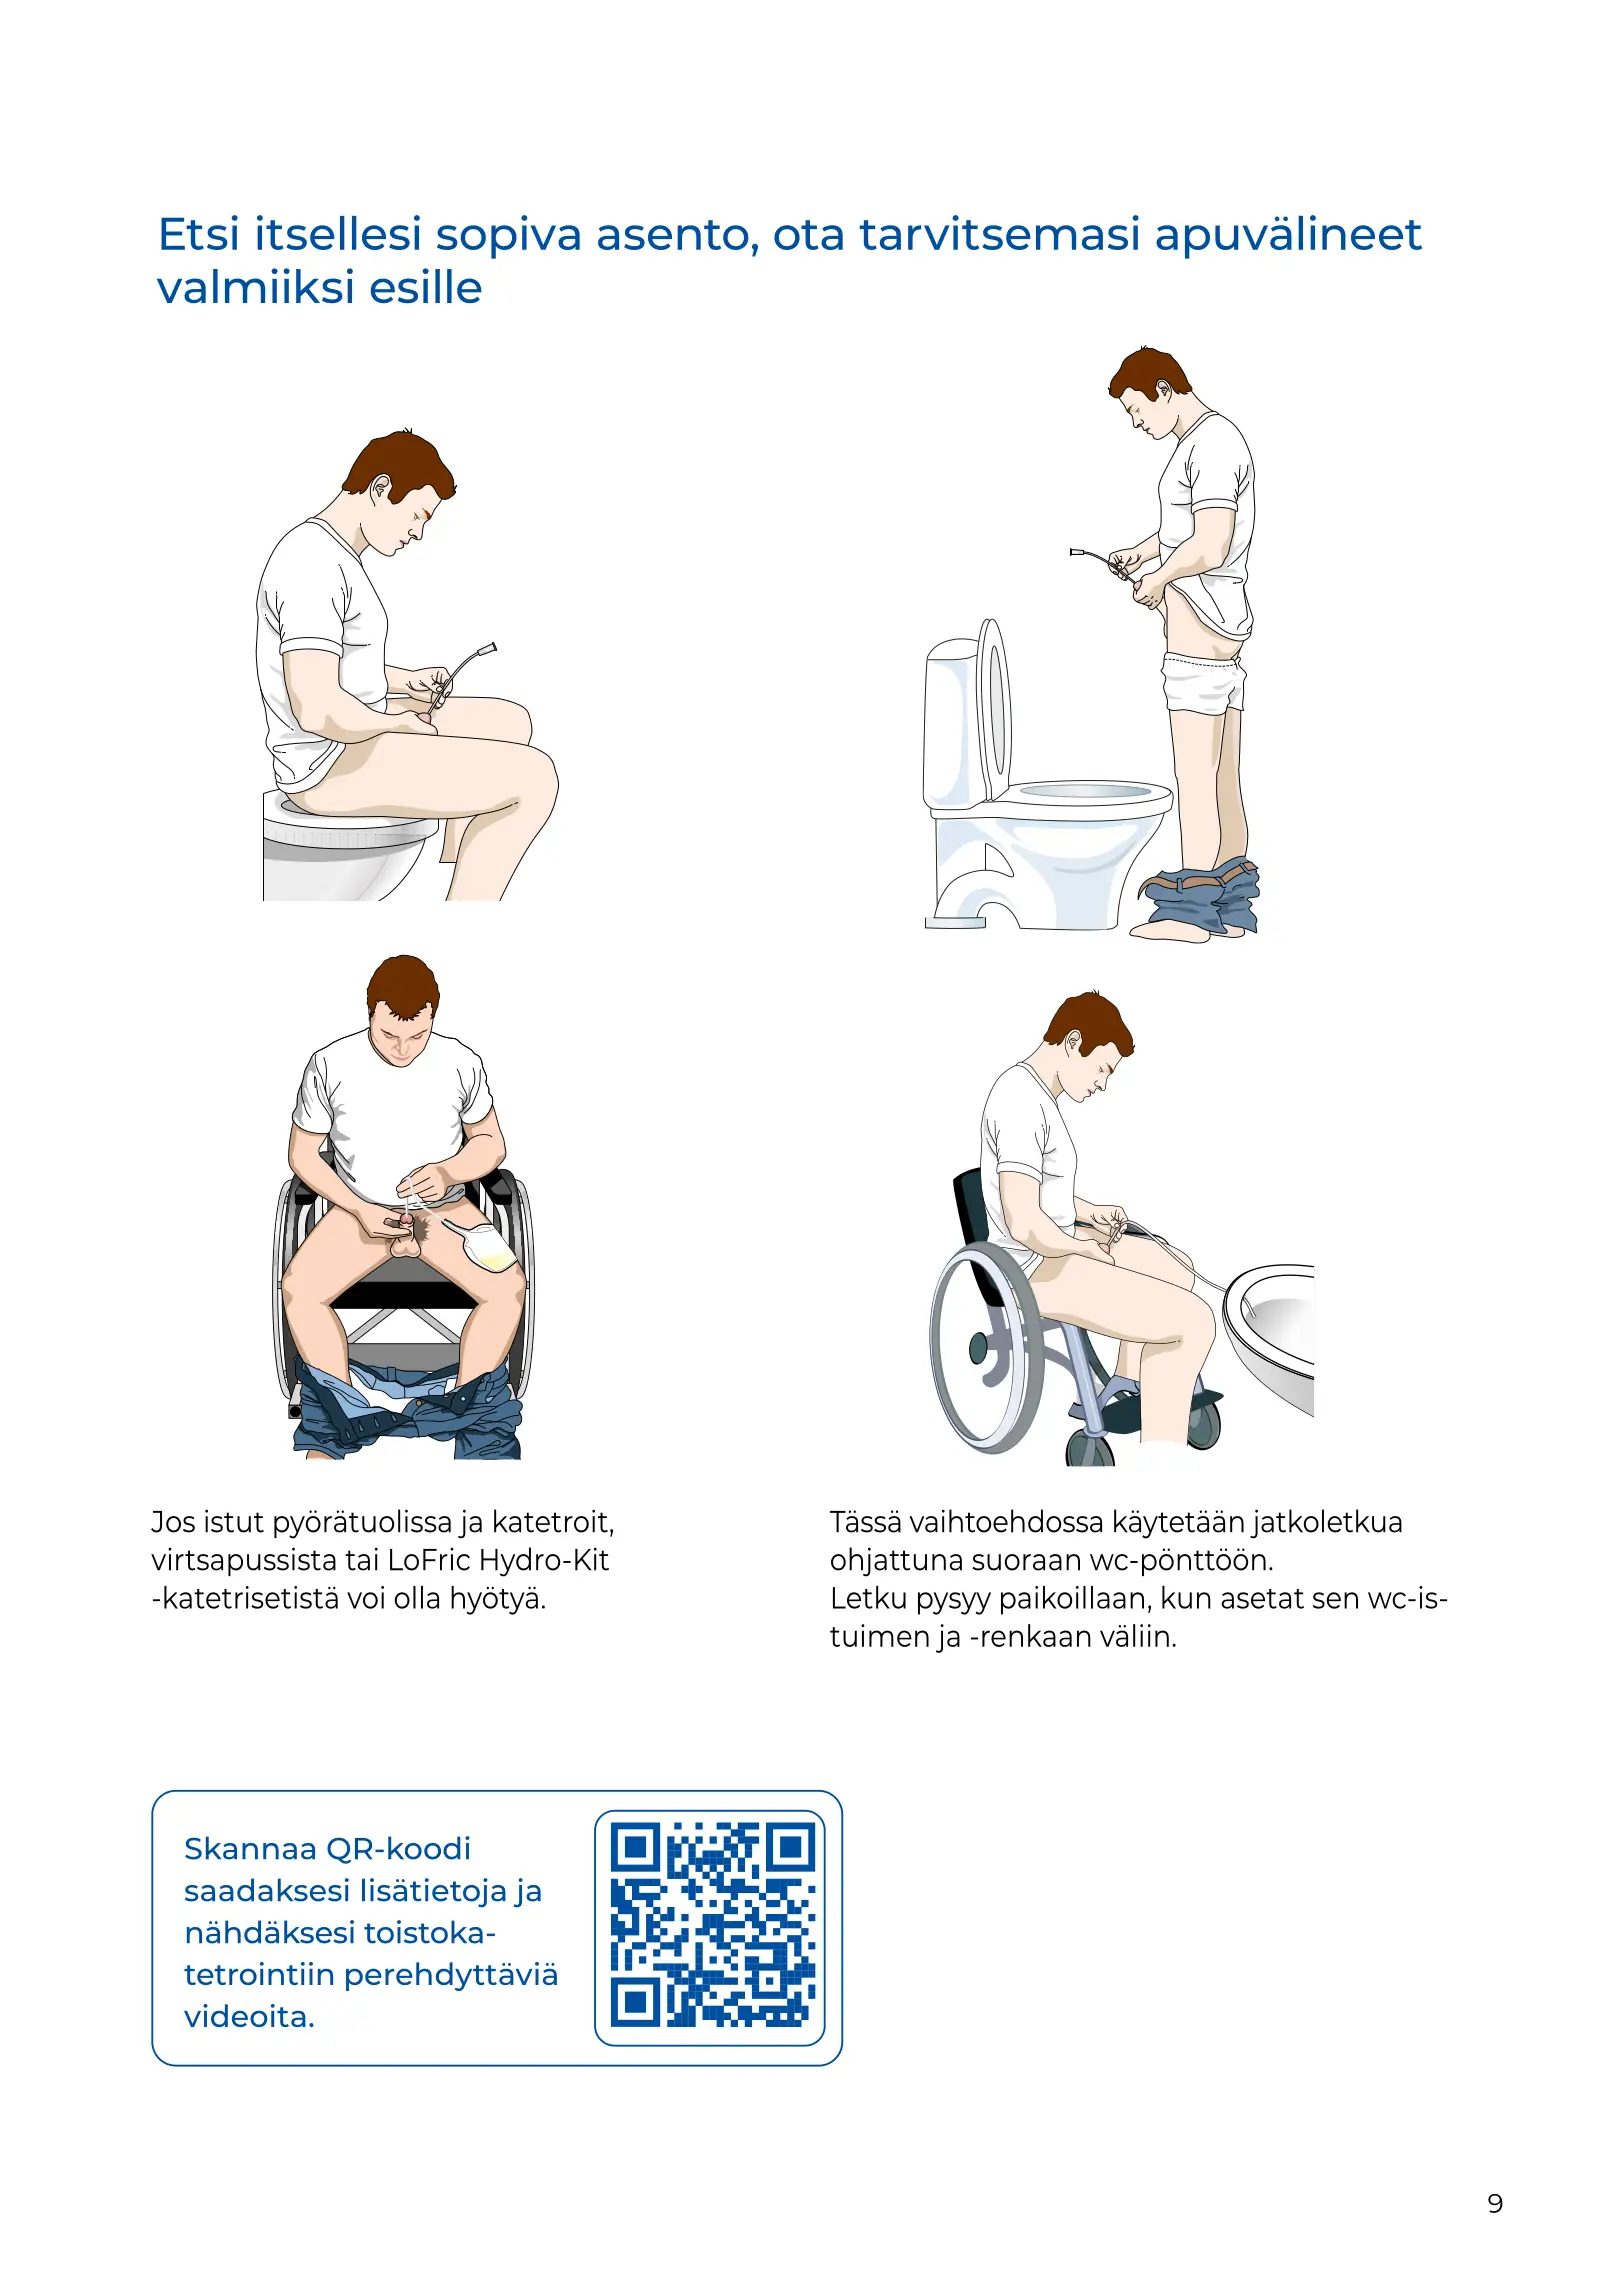 Etsi itsellesi sopiva asento, ota tarvitsemasi apuvälineet
valmiiksi esille
Jos istut pyörätuolissa ja katetroit,
virtsapussista tai LoFric Hydro-Kit
-katetrisetistä voi olla hyötyä.
Tässä vaihtoehdossa käytetään jatkoletkua
ohjattuna suoraan wc-pönttöön.
Letku pysyy paikoillaan, kun asetat sen wc-is-
tuimen ja -renkaan väliin.
Skannaa QR-koodi
saadaksesi lisätietoja ja
nähdäksesi toistoka-
tetrointiin perehdyttäviä
videoita.
9